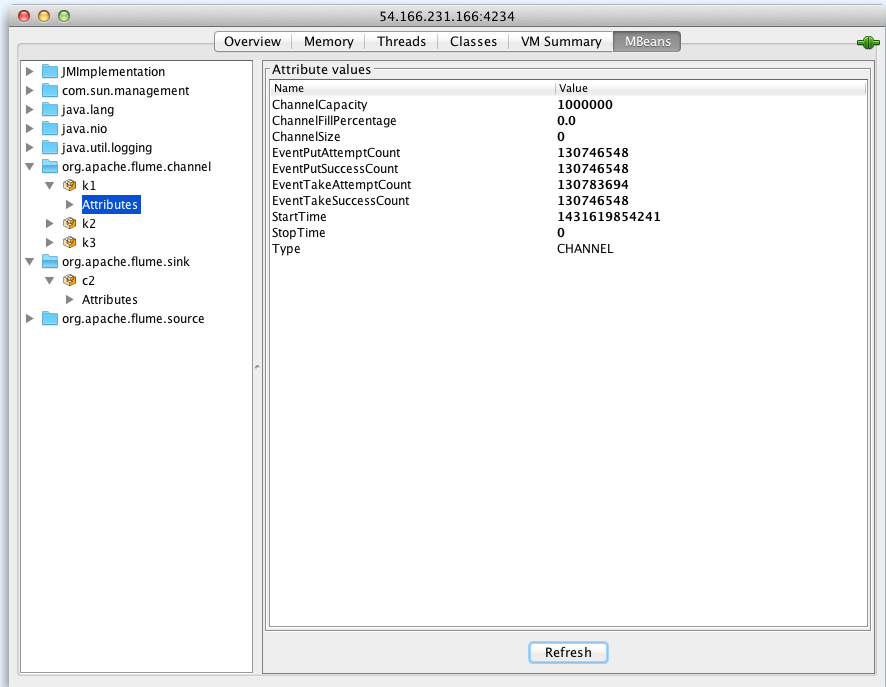 54.166.231.166:4234
Overview Memory Threads Classes VM Summary MBeans
JMImplementation
com.sun.management
java.lang
java.nio
java.util.logging
org.apache.flume.channel
k1
Attributes
k2
k3
org.apache.flume.sink
c2
Attributes
org.apache.flume.source
Attribute values
Name Value
ChannelCapacity 1000000
ChannelFillPercentage 0.0
ChannelSize 0
EventPutAttemptCount 130746548
EventPutSuccessCount 130746548
EventTakeAttemptCount 130783694
EventTakeSuccessCount 130746548
StartTime 1431619854241
StopTime 0
Type CHANNEL
Refresh